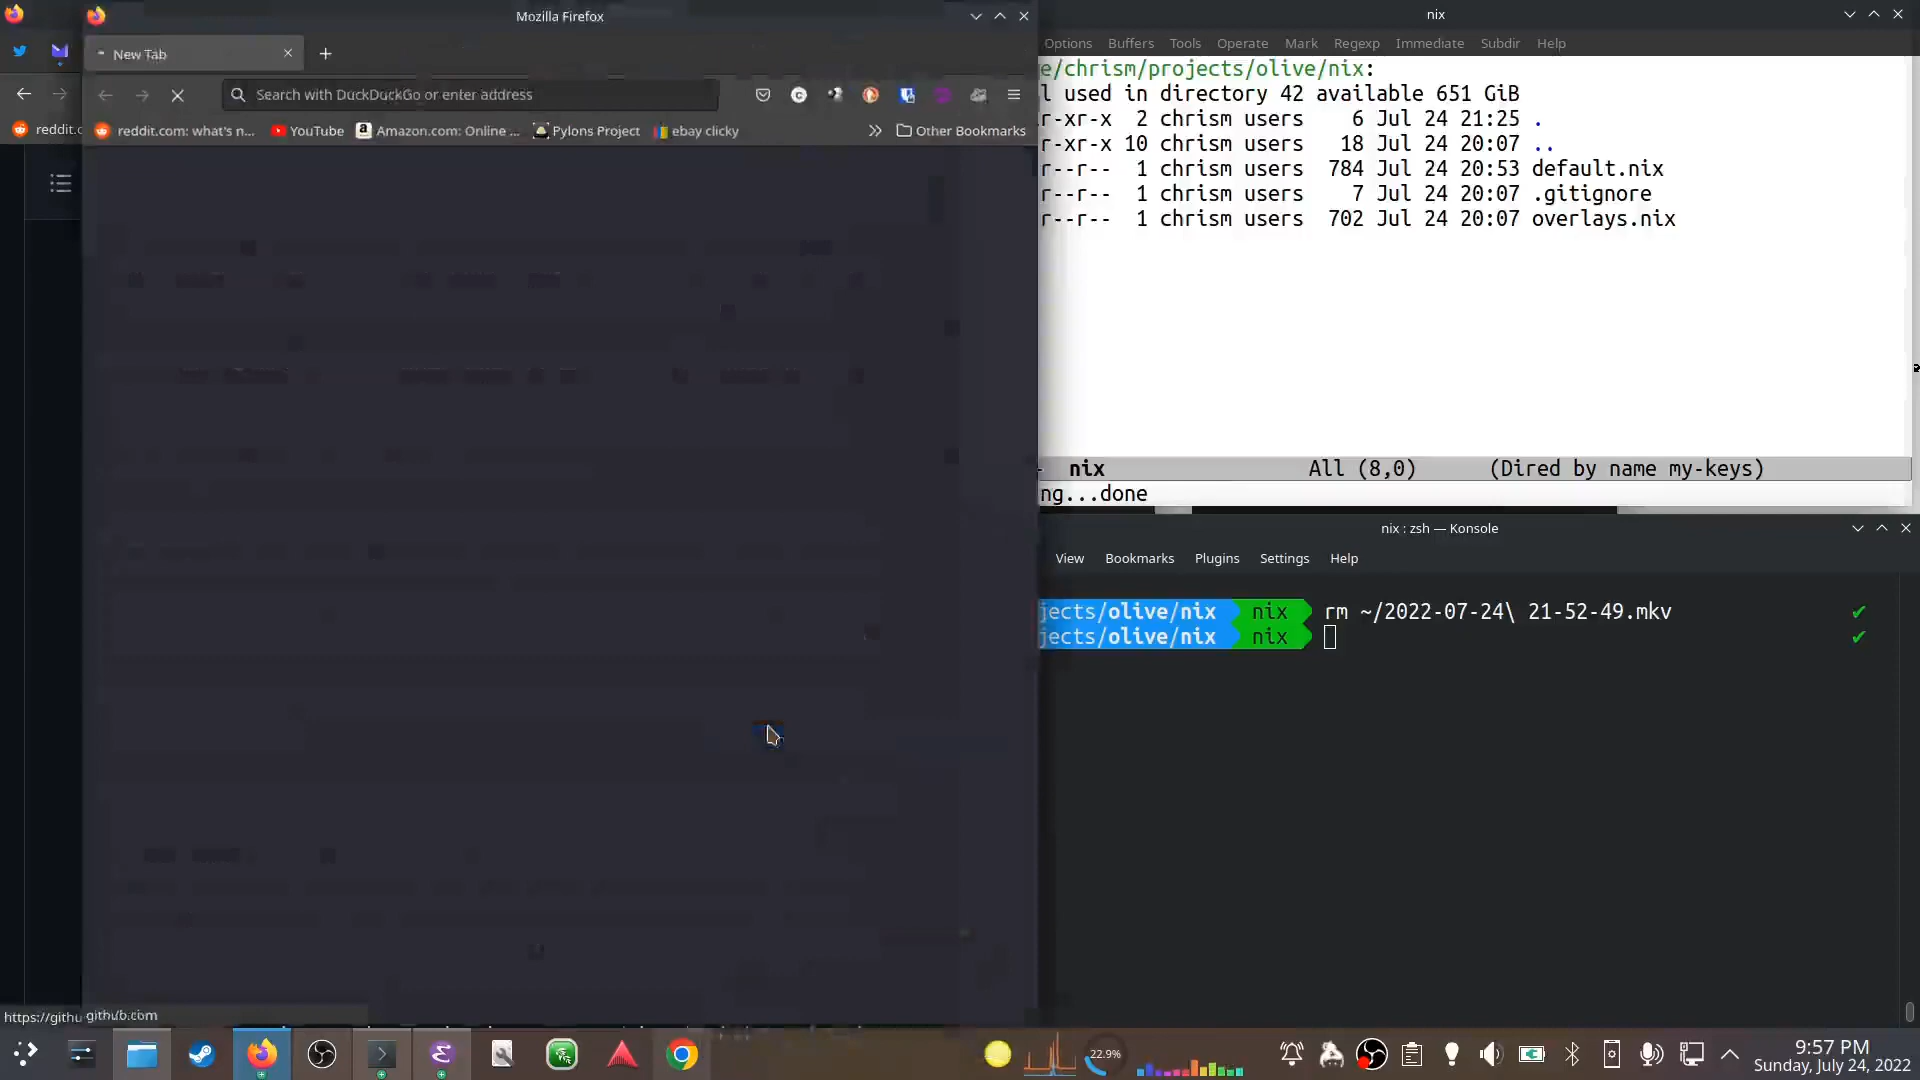 Mozilla Firefox
New Tab
Search with DuckDuckGo or enter address
reddit.c
reddit.com: what's n...
YouTube
Amazon.com: Online ...
Pylons Project
ebay clicky
Other Bookmarks
https://githu
github.com
nix
Options Buffers Tools Operate Mark Regexp Immediate Subdir Help
e/chrism/projects/olive/nix:
l used in directory 42 available 651 GiB
r-xr-x 2 chrism users 6 Jul 24 21:25 .
r-xr-x 10 chrism users 18 Jul 24 20:07 ..
r--r-- 1 chrism users 784 Jul 24 20:53 default.nix
r--r-- 1 chrism users 7 Jul 24 20:07 .gitignore
r--r-- 1 chrism users 702 Jul 24 20:07 overlays.nix
- nix All (8,0) (Dired by name my-keys)
ng...done
nix : zsh — Konsole
View Bookmarks Plugins Settings Help
jects/olive/nix nix rm ~/2022-07-24\ 21-52-49.mkv ✔
jects/olive/nix nix ✔
22.9%
9:57 PM
Sunday, July 24, 2022